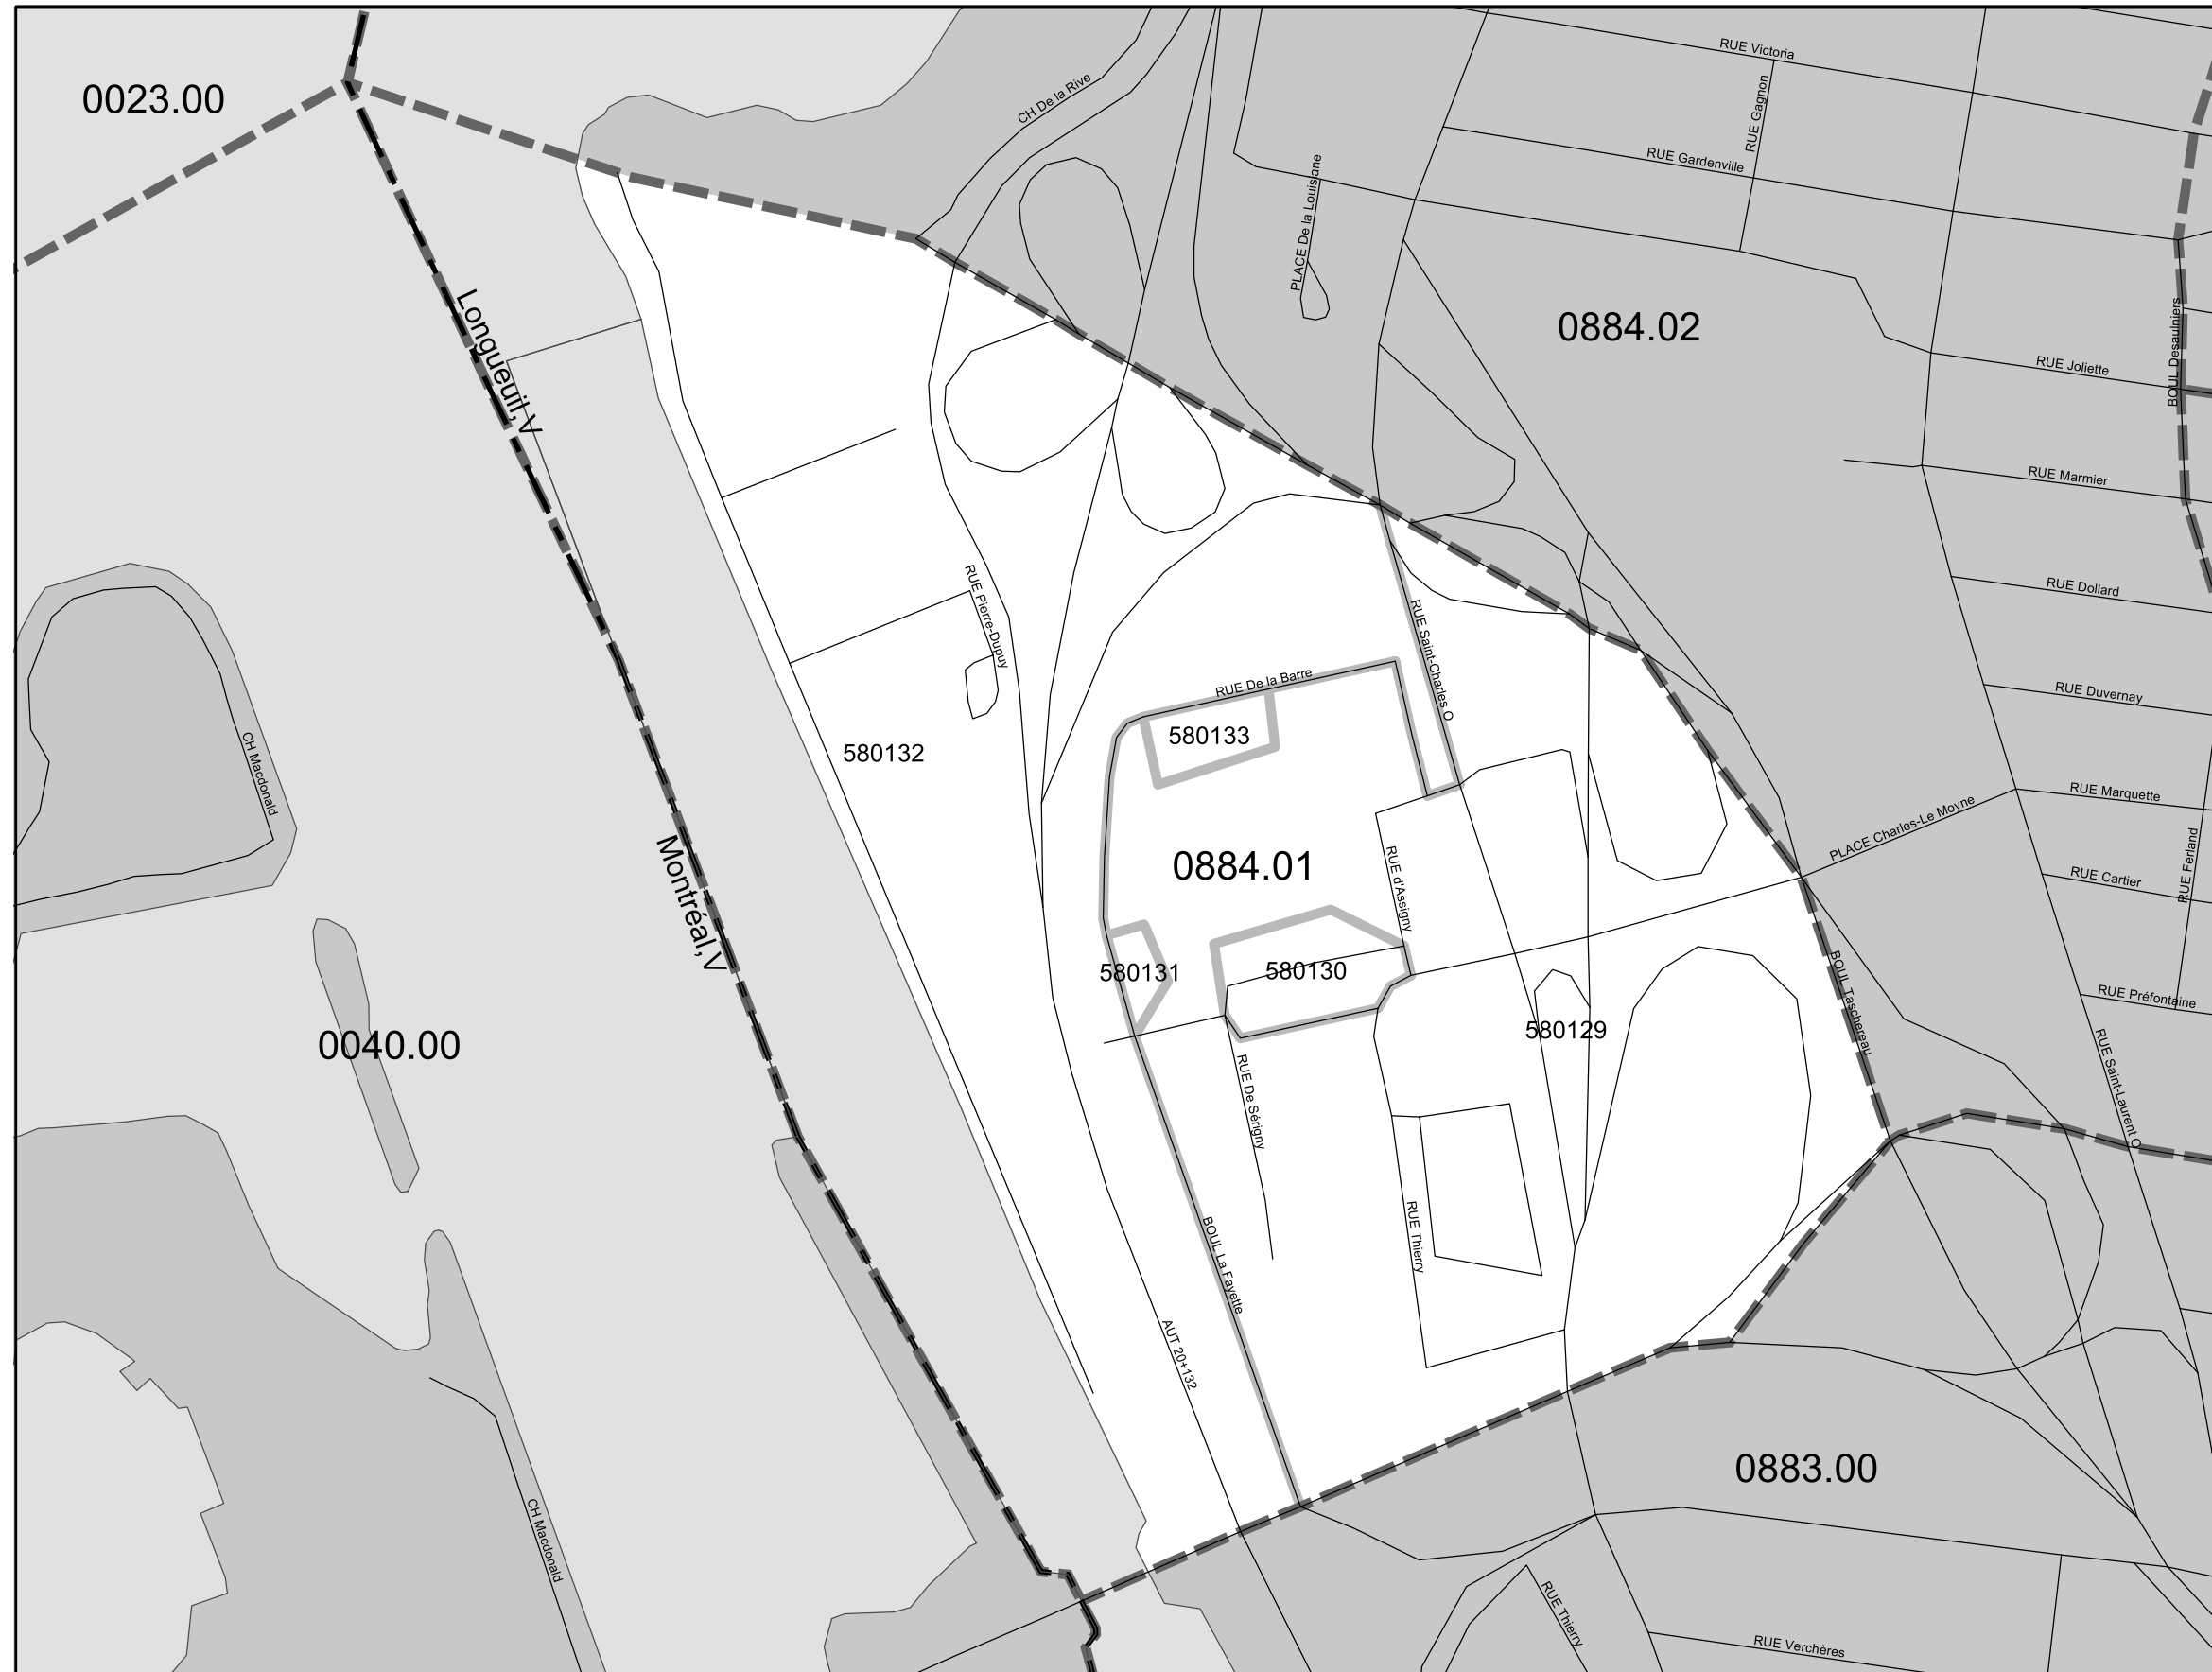 RUE Victoria
0023.00
CH De la Rive
RUE Gagnon
RUE Gardenville
PLACE De la Louisiane
0884.02
BOUL Desaulniers
RUE Joliette
Longueuil,V
RUE Marmier
RUE Pierre-Dupuy
RUE Dollard
RUE Saint-Charles O
RUE De la Barre
RUE Duvernay
580133
580132
CH Macdonald
RUE Marquette
PLACE Charles-Le Moyne
0884.01
RUE Ferland
RUE d'Assigny
RUE Cartier
Montréal,V
580131
580130
BOUL Taschereau
RUE Préfontaine
580129
0040.00
RUE Saint-Laurent O
RUE De Sérigny
RUE Thierry
BOUL La Fayette
AUT 20+132
0883.00
CH Macdonald
RUE Thierry
RUE Verchères